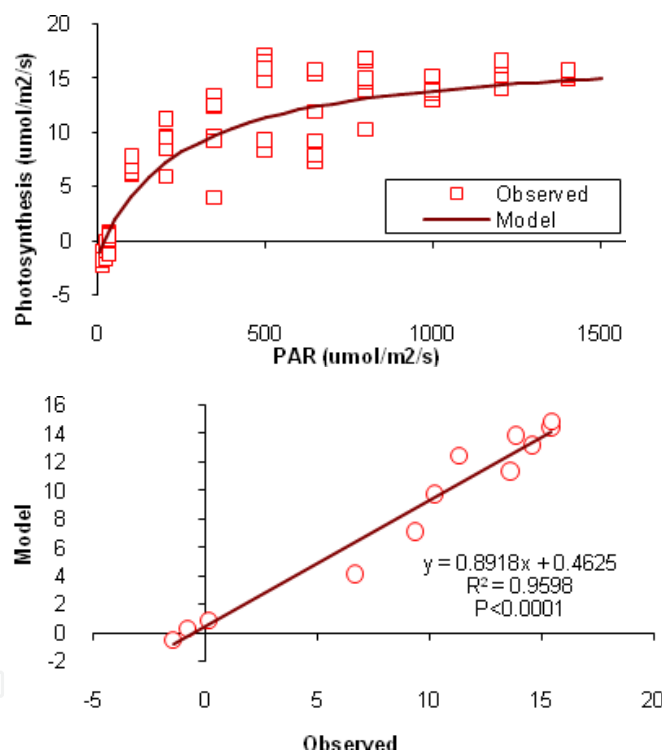 20
15
10
5
0
-5
Photosynthesis (umol/m2/s)
Observed
Model
0 500 1000 1500
PAR (umol/m2/s)
16
14
12
10
8
6
4
2
0
-2
Model
y = 0.8918x + 0.4625
R² = 0.9598
P<0.0001
-5 0 5 10 15 20
Observed